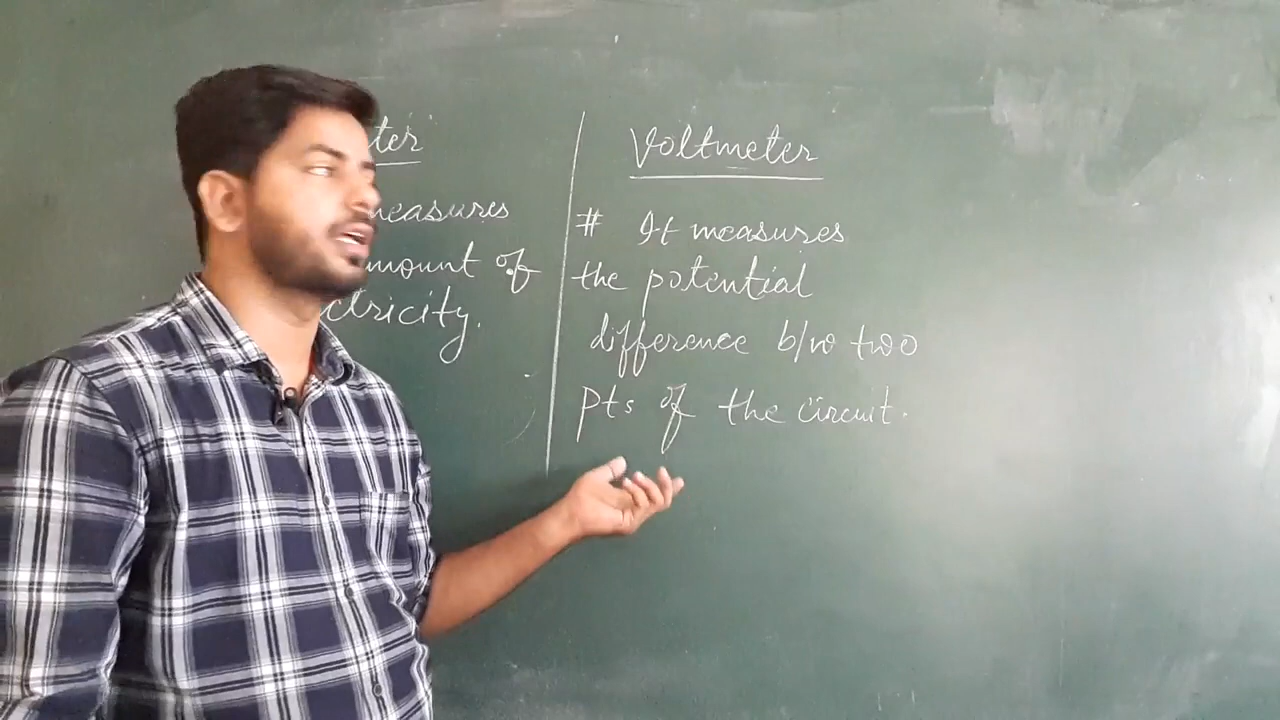 ter
measures
mount of
ctricity.
Voltmeter
# It measures
the potential
difference b/w two
pts of the circuit.